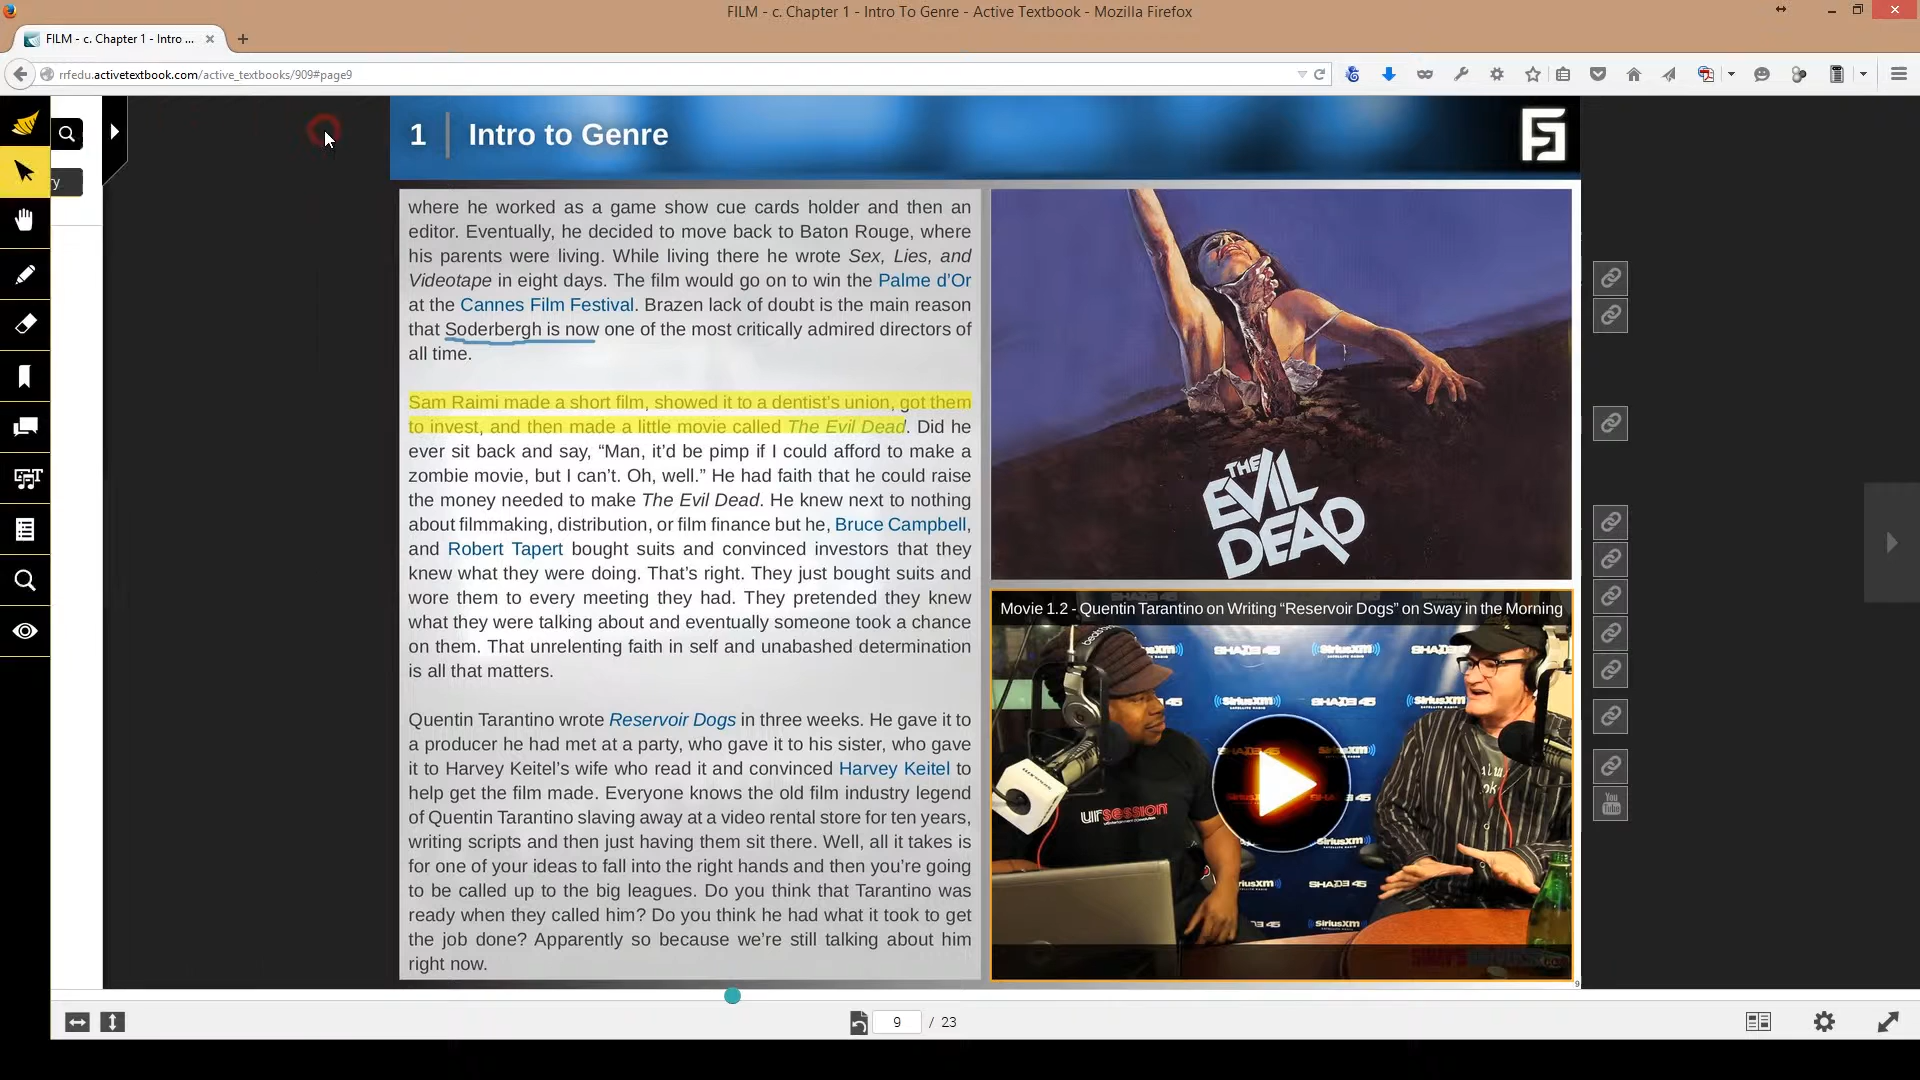 FILM - c. Chapter 1 - Intro To Genre - Active Textbook - Mozilla Firefox
FILM - c. Chapter 1 - Intro ...
rrfedu.activetextbook.com/active_textbooks/909#page9
1 Intro to Genre
where he worked as a game show cue cards holder and then an
editor. Eventually, he decided to move back to Baton Rouge, where
his parents were living. While living there he wrote Sex, Lies, and
Videotape in eight days. The film would go on to win the Palme d’Or
at the Cannes Film Festival. Brazen lack of doubt is the main reason
that Soderbergh is now one of the most critically admired directors of
all time.
Sam Raimi made a short film, showed it to a dentist’s union, got them
to invest, and then made a little movie called The Evil Dead. Did he
ever sit back and say, “Man, it’d be pimp if I could afford to make a
zombie movie, but I can’t. Oh, well.” He had faith that he could raise
the money needed to make The Evil Dead. He knew next to nothing
about filmmaking, distribution, or film finance but he, Bruce Campbell,
and Robert Tapert bought suits and convinced investors that they
knew what they were doing. That’s right. They just bought suits and
wore them to every meeting they had. They pretended they knew
what they were talking about and eventually someone took a chance
on them. That unrelenting faith in self and unabashed determination
is all that matters.
Quentin Tarantino wrote Reservoir Dogs in three weeks. He gave it to
a producer he had met at a party, who gave it to his sister, who gave
it to Harvey Keitel’s wife who read it and convinced Harvey Keitel to
help get the film made. Everyone knows the old film industry legend
of Quentin Tarantino slaving away at a video rental store for ten years,
writing scripts and then just having them sit there. Well, all it takes is
for one of your ideas to fall into the right hands and then you’re going
to be called up to the big leagues. Do you think that Tarantino was
ready when they called him? Do you think he had what it took to get
the job done? Apparently so because we’re still talking about him
right now.
THE
EVIL
DEAD
Movie 1.2 - Quentin Tarantino on Writing “Reservoir Dogs” on Sway in the Morning
SHADE 45
SiriusXM
SiriusXM
SHADE 45
SiriusXM
SHADE 45
SiriusXM
SHADE 45
SiriusXM
ursession
You
Tube
9
9 / 23